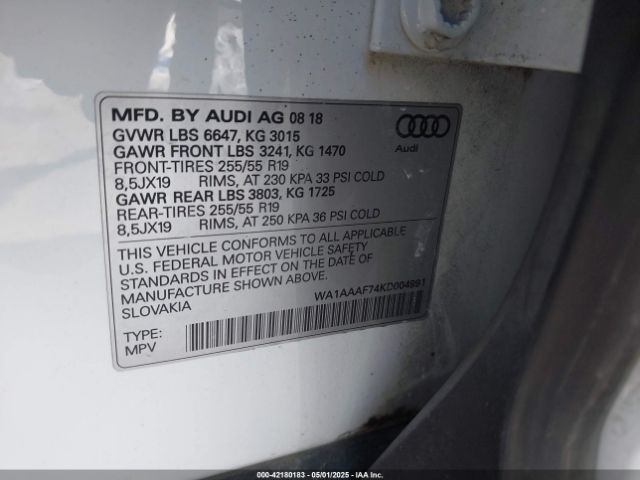 MFD. BY AUDI AG 08 18
GVWR LBS 6647, KG 3015
GAWR FRONT LBS 3241, KG 1470
FRONT-TIRES 255/55 R19
8,5JX19 RIMS, AT 230 KPA 33 PSI COLD
GAWR REAR LBS 3803, KG 1725
REAR-TIRES 255/55 R19
8,5JX19 RIMS, AT 250 KPA 36 PSI COLD
Audi
THIS VEHICLE CONFORMS TO ALL APPLICABLE
U.S. FEDERAL MOTOR VEHICLE SAFETY
STANDARDS IN EFFECT ON THE DATE OF
MANUFACTURE SHOWN ABOVE.
SLOVAKIA
WA1AAAF74KD004991
TYPE:
MPV
000-42180183 - 05/01/2025 - IAAI.COM